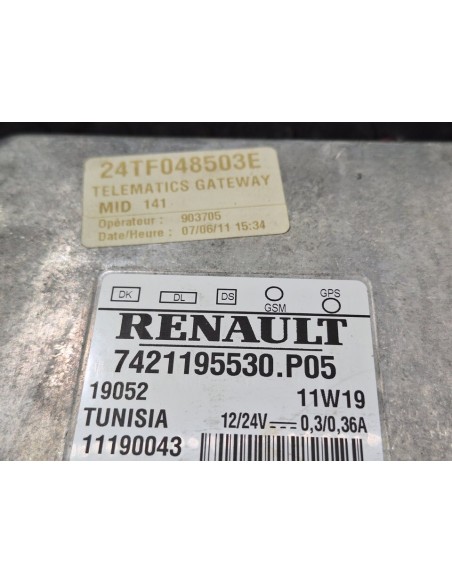 24TF048503E
TELEMATICS GATEWAY
MID 141
Opérateur : 903705
Date/Heure : 07/06/11 15:34
DK DL DS GSM GPS
RENAULT
7421195530.P05
19052 11W19
TUNISIA 12/24V 0,3/0,36A
11190043